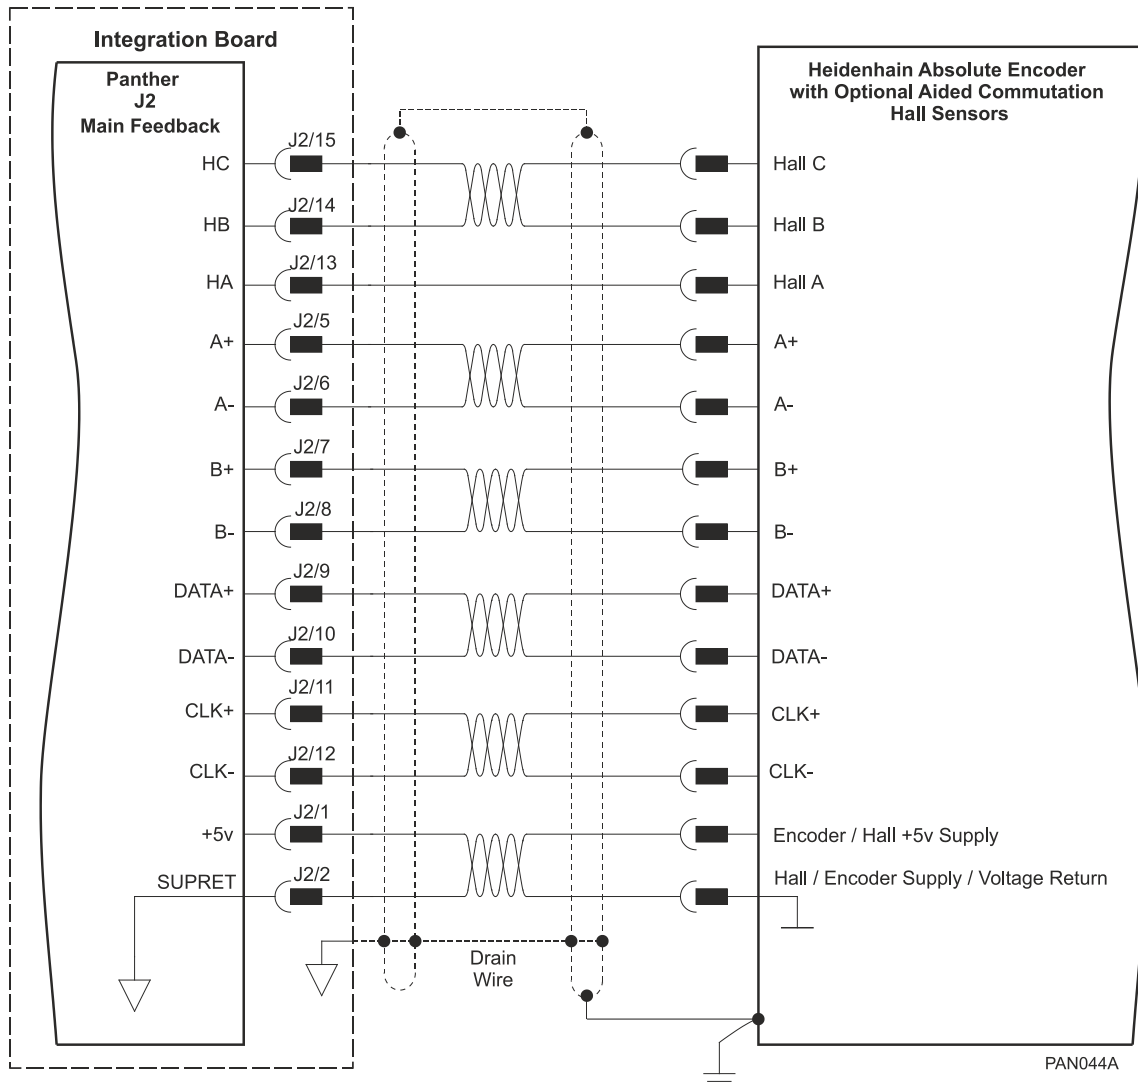 Integration Board
Panther
J2
Main Feedback
Heidenhain Absolute Encoder
with Optional Aided Commutation
Hall Sensors
HC J2/15 Hall C
HB J2/14 Hall B
HA J2/13 Hall A
A+ J2/5 A+
A- J2/6 A-
B+ J2/7 B+
B- J2/8 B-
DATA+ J2/9 DATA+
DATA- J2/10 DATA-
CLK+ J2/11 CLK+
CLK- J2/12 CLK-
+5v J2/1 Encoder / Hall +5v Supply
SUPRET J2/2 Hall / Encoder Supply / Voltage Return
Drain
Wire
PAN044A